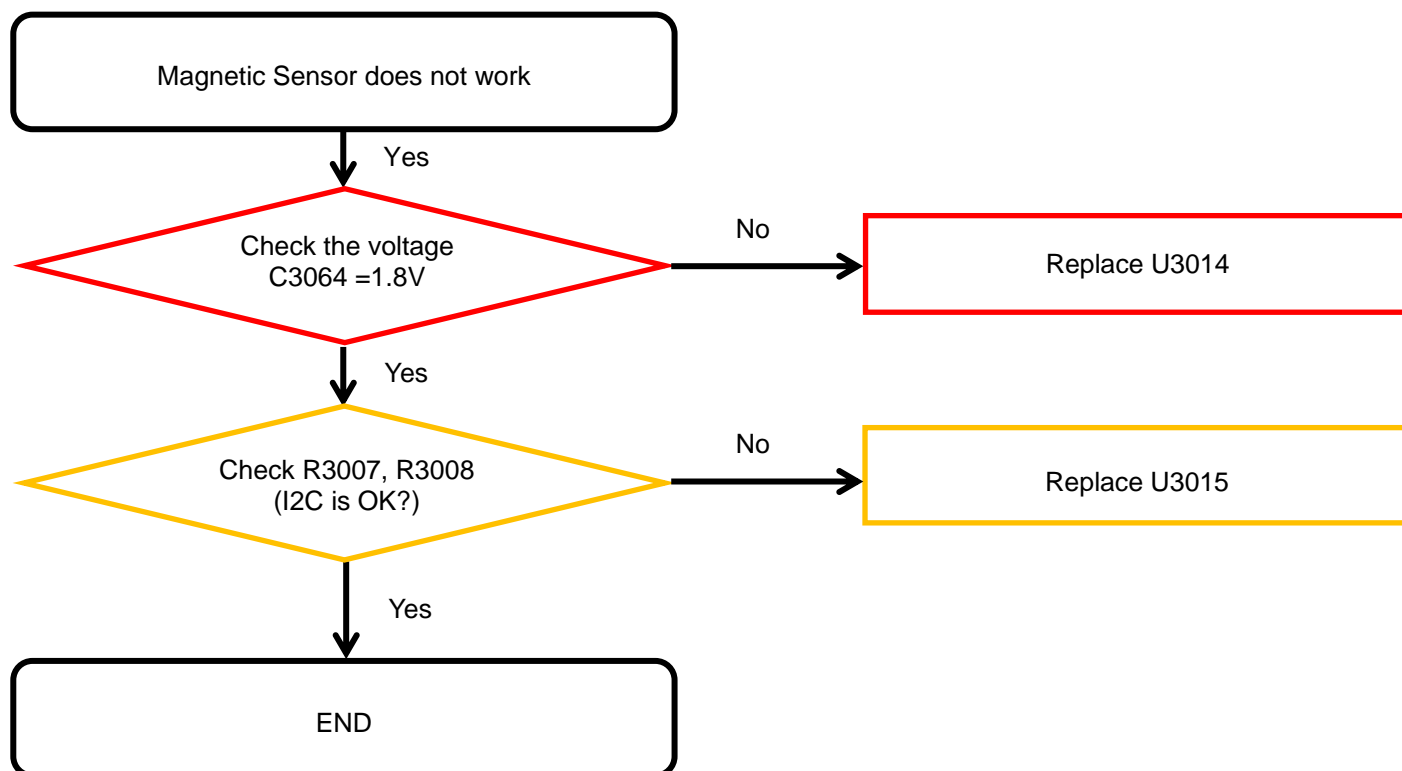 Magnetic Sensor does not work
Yes
Check the voltage
C3064 =1.8V
No
Replace U3014
Yes
Check R3007, R3008
(I2C is OK?)
No
Replace U3015
Yes
END